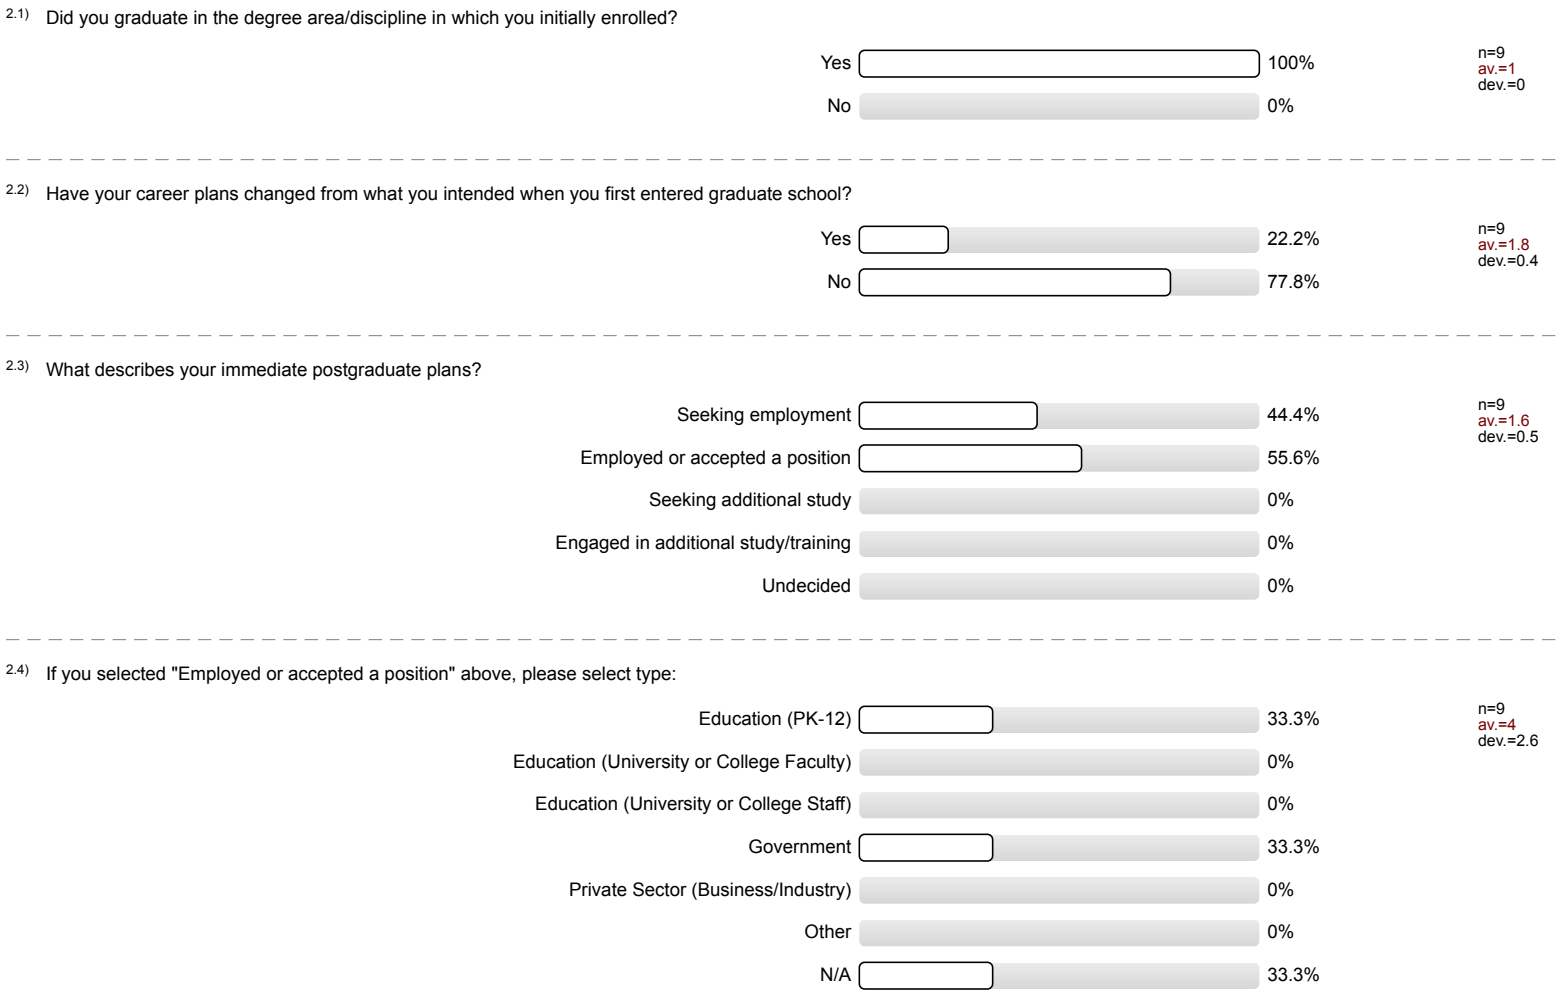 2.1) Did you graduate in the degree area/discipline in which you initially enrolled?
Yes 100%
No 0%
n=9
av.=1
dev.=0
2.2) Have your career plans changed from what you intended when you first entered graduate school?
Yes 22.2%
No 77.8%
n=9
av.=1.8
dev.=0.4
2.3) What describes your immediate postgraduate plans?
Seeking employment 44.4%
Employed or accepted a position 55.6%
Seeking additional study 0%
Engaged in additional study/training 0%
Undecided 0%
n=9
av.=1.6
dev.=0.5
2.4) If you selected "Employed or accepted a position" above, please select type:
Education (PK-12) 33.3%
Education (University or College Faculty) 0%
Education (University or College Staff) 0%
Government 33.3%
Private Sector (Business/Industry) 0%
Other 0%
N/A 33.3%
n=9
av.=4
dev.=2.6